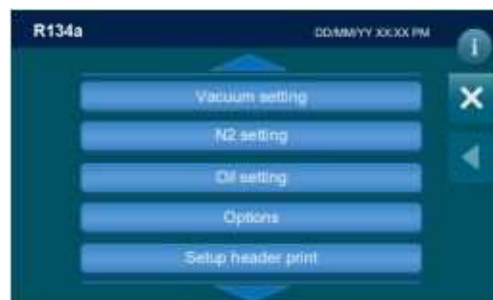 R134a
DD/MM/YY XX:XX PM
i
Vacuum setting
N2 setting
Oil setting
Options
Setup header print